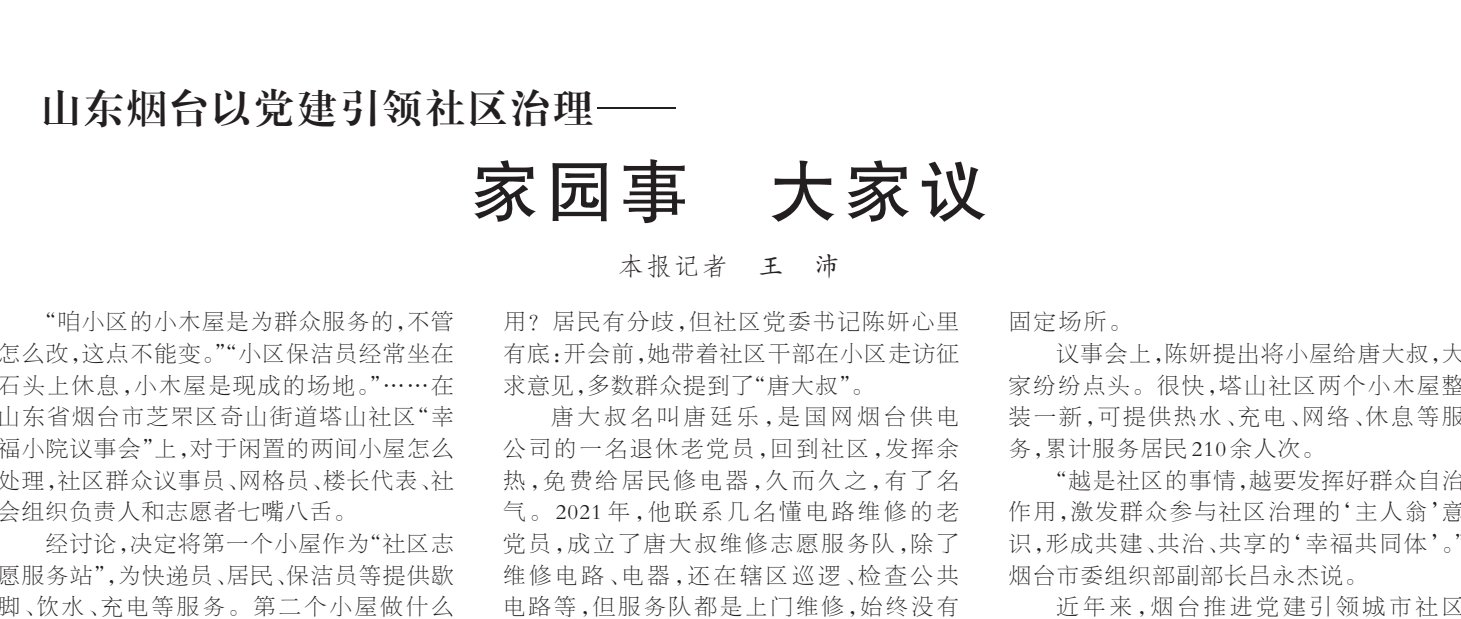 山东烟台以党建引领社区治理——
家园事 大家议
本报记者 王 沛
“咱小区的小木屋是为群众服务的，不管
怎么改，这点不能变。”“小区保洁员经常坐在
石头上休息，小木屋是现成的场地。”……在
山东省烟台市芝罘区奇山街道塔山社区“幸
福小院议事会”上，对于闲置的两间小屋怎么
处理，社区群众议事员、网格员、楼长代表、社
会组织负责人和志愿者七嘴八舌。
经讨论，决定将第一个小屋作为“社区志
愿服务站”，为快递员、居民、保洁员等提供歇
脚、饮水、充电等服务。第二个小屋做什么
用？居民有分歧，但社区党委书记陈妍心里
有底：开会前，她带着社区干部在小区走访征
求意见，多数群众提到了“唐大叔”。
唐大叔名叫唐廷乐，是国网烟台供电
公司的一名退休老党员，回到社区，发挥余
热，免费给居民修电器，久而久之，有了名
气。2021年，他联系几名懂电路维修的老
党员，成立了唐大叔维修志愿服务队，除了
维修电路、电器，还在辖区巡逻、检查公共
电路等，但服务队都是上门维修，始终没有
固定场所。
议事会上，陈妍提出将小屋给唐大叔，大
家纷纷点头。很快，塔山社区两个小木屋整
装一新，可提供热水、充电、网络、休息等服
务，累计服务居民210余人次。
“越是社区的事情，越要发挥好群众自治
作用，激发群众参与社区治理的‘主人翁’意
识，形成共建、共治、共享的‘幸福共同体’。”
烟台市委组织部副部长吕永杰说。
近年来，烟台推进党建引领城市社区